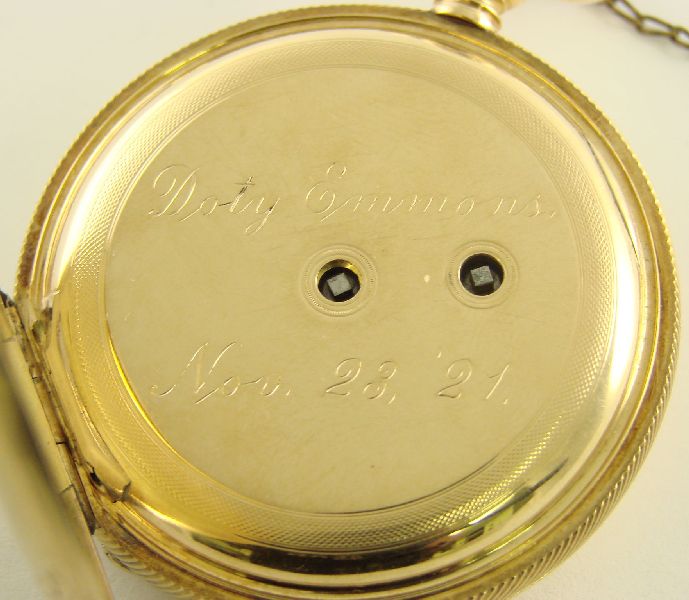 Doty Emmons.
Nov. 23, '21.